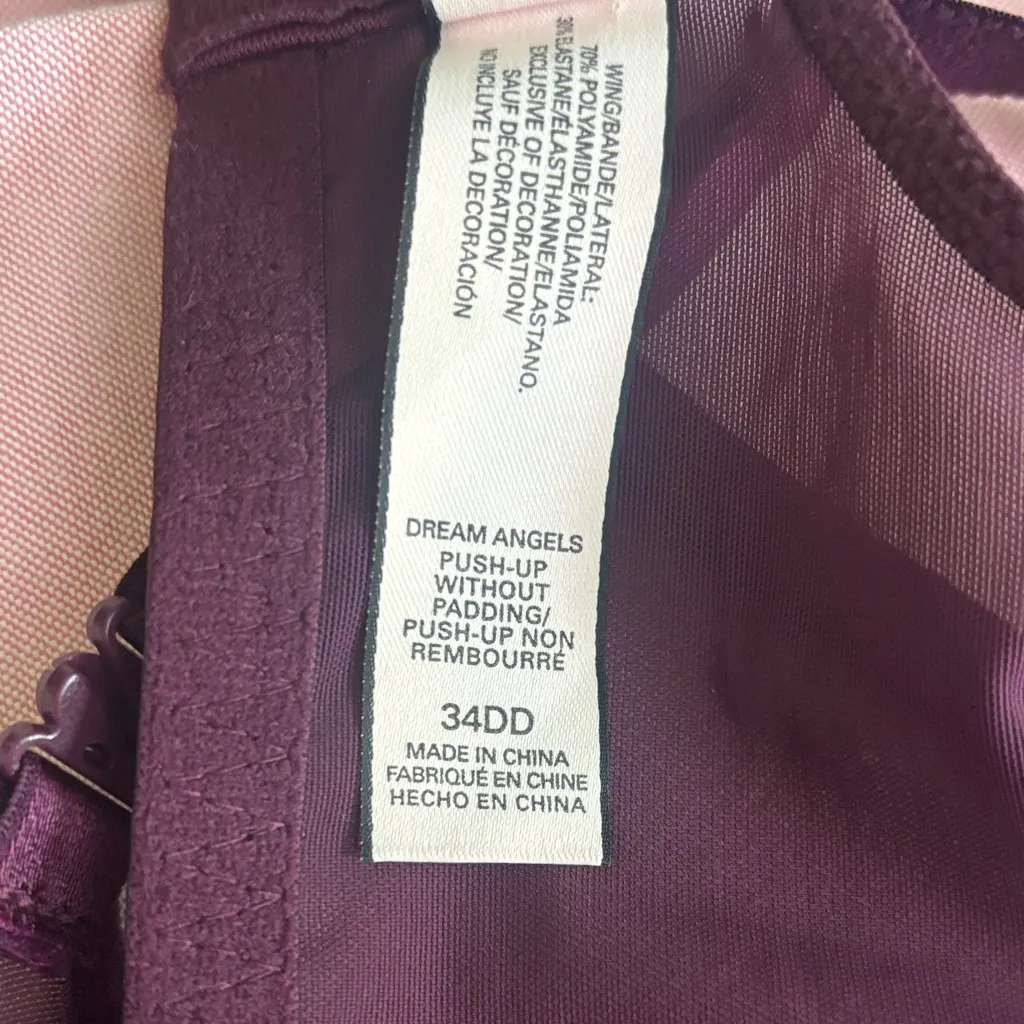 WING/BANDE/LATERAL:
70% POLYAMIDE/POLIAMIDA
30% ELASTANE/ÉLASTHANNE/ELASTANO.
EXCLUSIVE OF DECORATION/
SAUF DÉCORATION/
NO INCLUYE LA DECORACIÓN
DREAM ANGELS
PUSH-UP
WITHOUT
PADDING/
PUSH-UP NON
REMBOURRÉ
34DD
MADE IN CHINA
FABRIQUÉ EN CHINE
HECHO EN CHINA